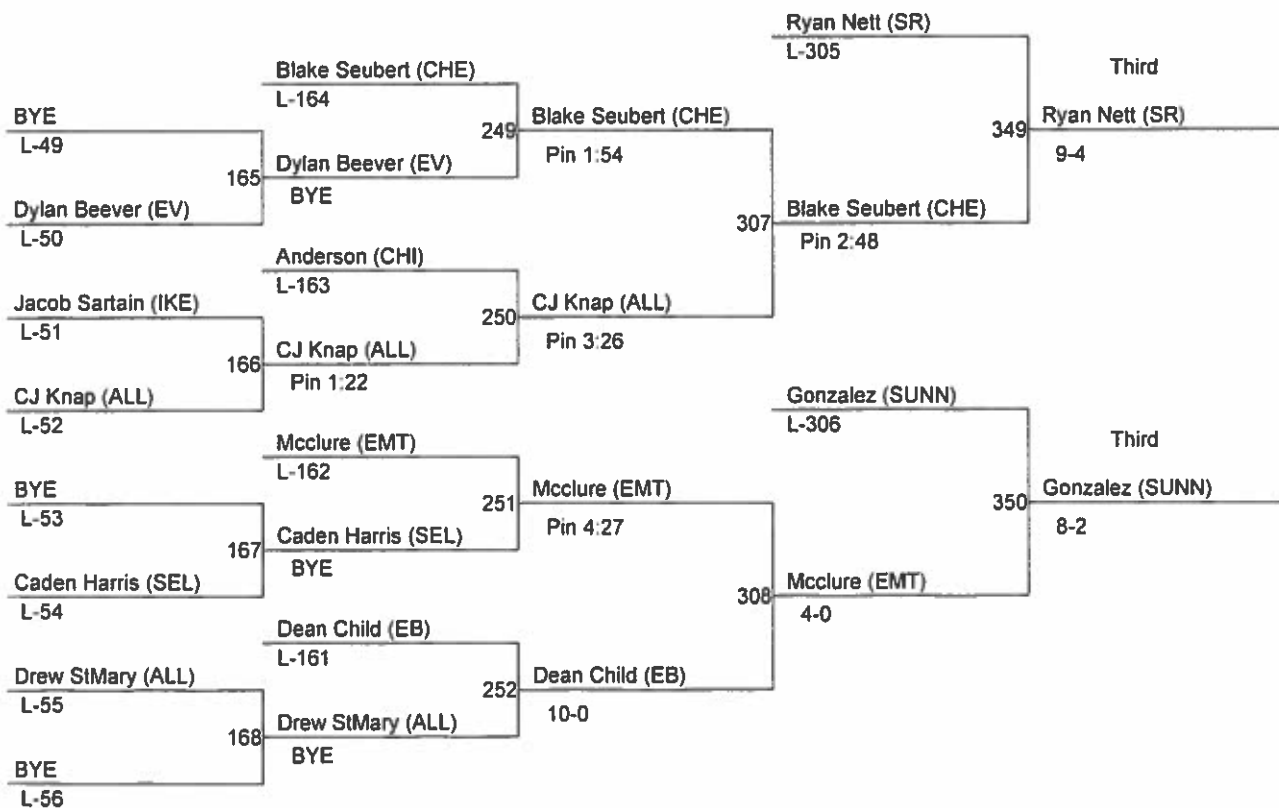 Ryan Nett (SR)
L-305
Third
Blake Seubert (CHE)
L-164
BYE
L-49
249
Blake Seubert (CHE)
Pin 1:54
349
Ryan Nett (SR)
9-4
165
Dylan Beever (EV)
BYE
Dylan Beever (EV)
L-50
307
Blake Seubert (CHE)
Pin 2:48
Anderson (CHI)
L-163
Jacob Sartain (IKE)
L-51
250
CJ Knap (ALL)
Pin 3:26
166
CJ Knap (ALL)
Pin 1:22
CJ Knap (ALL)
L-52
Gonzalez (SUNN)
L-306
Third
Mcclure (EMT)
L-162
BYE
L-53
251
Mcclure (EMT)
Pin 4:27
350
Gonzalez (SUNN)
8-2
167
Caden Harris (SEL)
BYE
Caden Harris (SEL)
L-54
308
Mcclure (EMT)
4-0
Dean Child (EB)
L-161
Drew StMary (ALL)
L-55
252
Dean Child (EB)
10-0
168
Drew StMary (ALL)
BYE
BYE
L-56